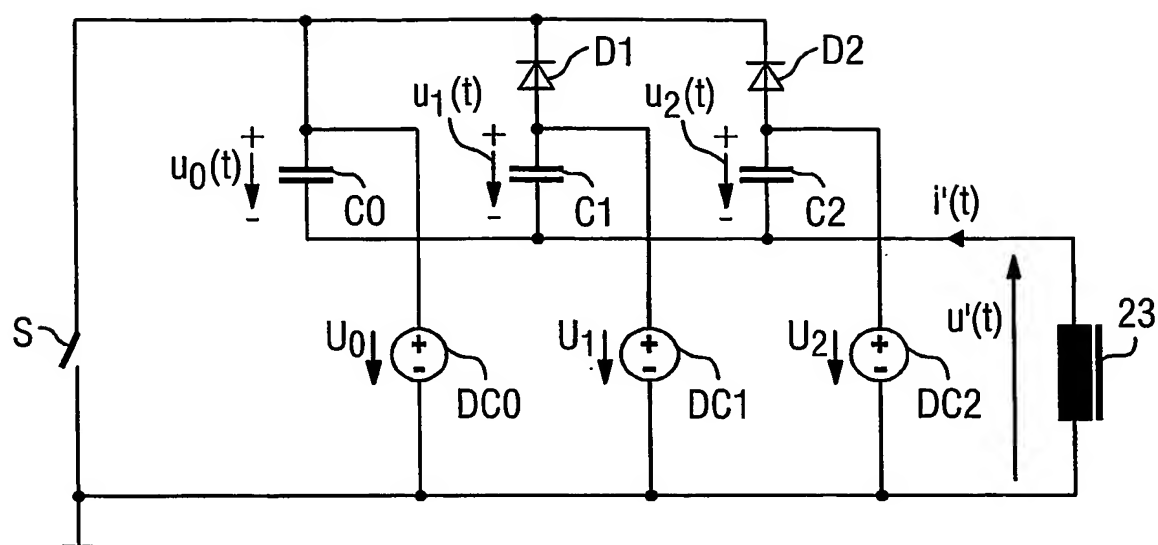 D1
D2
u1(t)
u2(t)
+
+
+
u0(t)
-
-
-
C0
C1
C2
i'(t)
S
U0
+
-
DC0
U1
+
-
DC1
U2
+
-
DC2
u'(t)
23